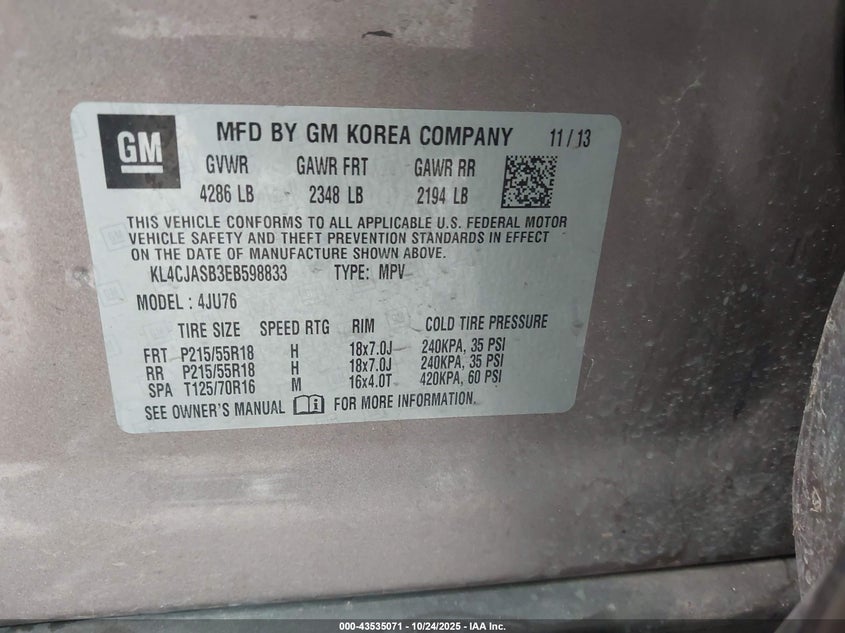 GM
MFD BY GM KOREA COMPANY 11/13
GVWR GAWR FRT GAWR RR
4286 LB 2348 LB 2194 LB
THIS VEHICLE CONFORMS TO ALL APPLICABLE U.S. FEDERAL MOTOR
VEHICLE SAFETY AND THEFT PREVENTION STANDARDS IN EFFECT
ON THE DATE OF MANUFACTURE SHOWN ABOVE.
KL4CJASB3EB598833 TYPE: MPV
MODEL: 4JU76
TIRE SIZE SPEED RTG RIM COLD TIRE PRESSURE
FRT P215/55R18 H 18x7.0J 240KPA, 35 PSI
RR P215/55R18 H 18x7.0J 240KPA, 35 PSI
SPA T125/70R16 M 16x4.0T 420KPA, 60 PSI
SEE OWNER'S MANUAL FOR MORE INFORMATION.
000-43535071 - 10/24/2025 - IAA Inc.